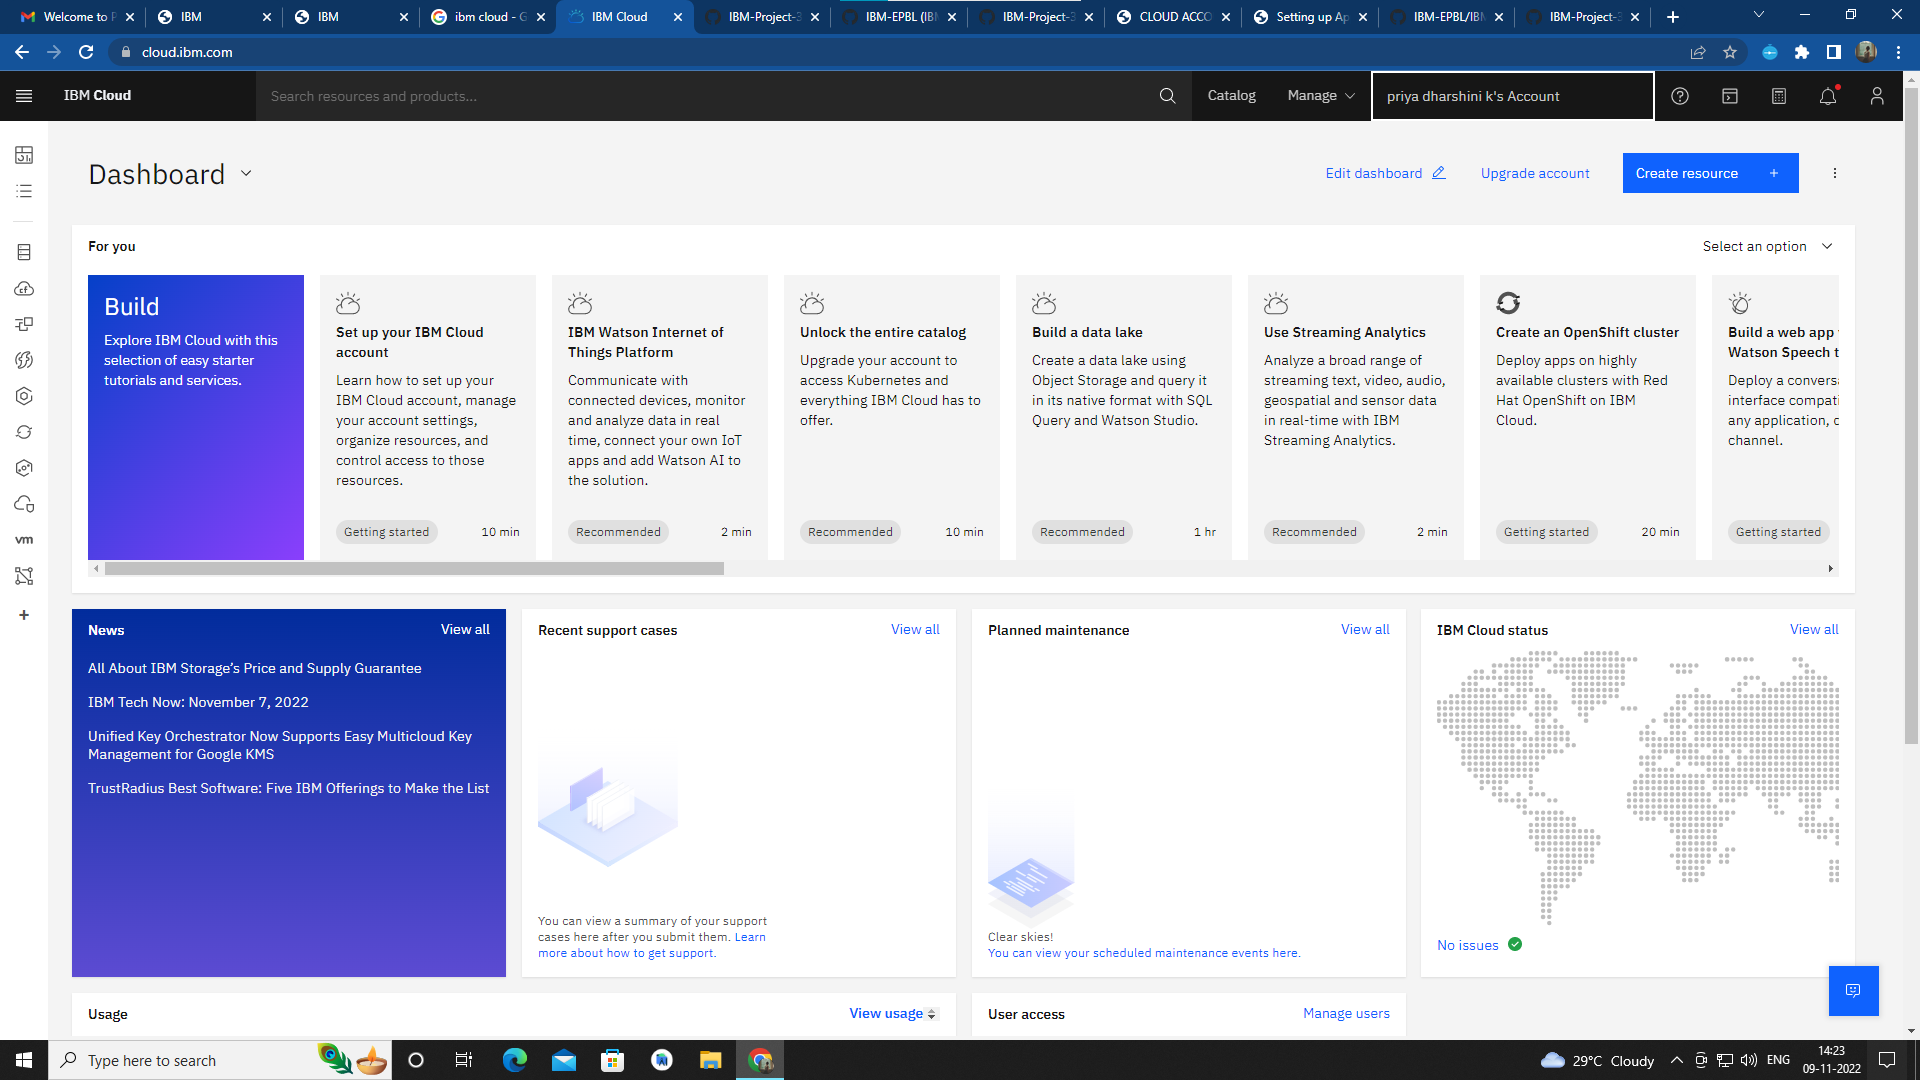 Welcome to P
IBM
IBM
ibm cloud - G
IBM Cloud
IBM-Project-3
IBM-EPBL (IBM
IBM-Project-3
CLOUD ACCO
Setting up Ap
IBM-EPBL/IBM
IBM-Project-
cloud.ibm.com
IBM Cloud
Search resources and products...
Catalog
Manage
priya dharshini k's Account
Dashboard
Edit dashboard
Upgrade account
Create resource +
For you
Select an option
Build
Explore IBM Cloud with this
selection of easy starter
tutorials and services.
Set up your IBM Cloud
account
Learn how to set up your
IBM Cloud account, manage
your account settings,
organize resources, and
control access to those
resources.
Getting started
10 min
IBM Watson Internet of
Things Platform
Communicate with
connected devices, monitor
and analyze data in real
time, connect your own IoT
apps and add Watson AI to
the solution.
Recommended
2 min
Unlock the entire catalog
Upgrade your account to
access Kubernetes and
everything IBM Cloud has to
offer.
Recommended
10 min
Build a data lake
Create a data lake using
Object Storage and query it
in its native format with SQL
Query and Watson Studio.
Recommended
1 hr
Use Streaming Analytics
Analyze a broad range of
streaming text, video, audio,
geospatial and sensor data
in real-time with IBM
Streaming Analytics.
Recommended
2 min
Create an OpenShift cluster
Deploy apps on highly
available clusters with Red
Hat OpenShift on IBM
Cloud.
Getting started
20 min
Build a web app
Watson Speech t
Deploy a convers
interface compati
any application,
channel.
Getting started
vm
News
View all
All About IBM Storage’s Price and Supply Guarantee
IBM Tech Now: November 7, 2022
Unified Key Orchestrator Now Supports Easy Multicloud Key
Management for Google KMS
TrustRadius Best Software: Five IBM Offerings to Make the List
Recent support cases
View all
You can view a summary of your support
cases here after you submit them. Learn
more about how to get support.
Planned maintenance
View all
Clear skies!
You can view your scheduled maintenance events here.
IBM Cloud status
View all
No issues
Usage
View usage
User access
Manage users
Type here to search
29°C Cloudy
ENG
14:23
09-11-2022